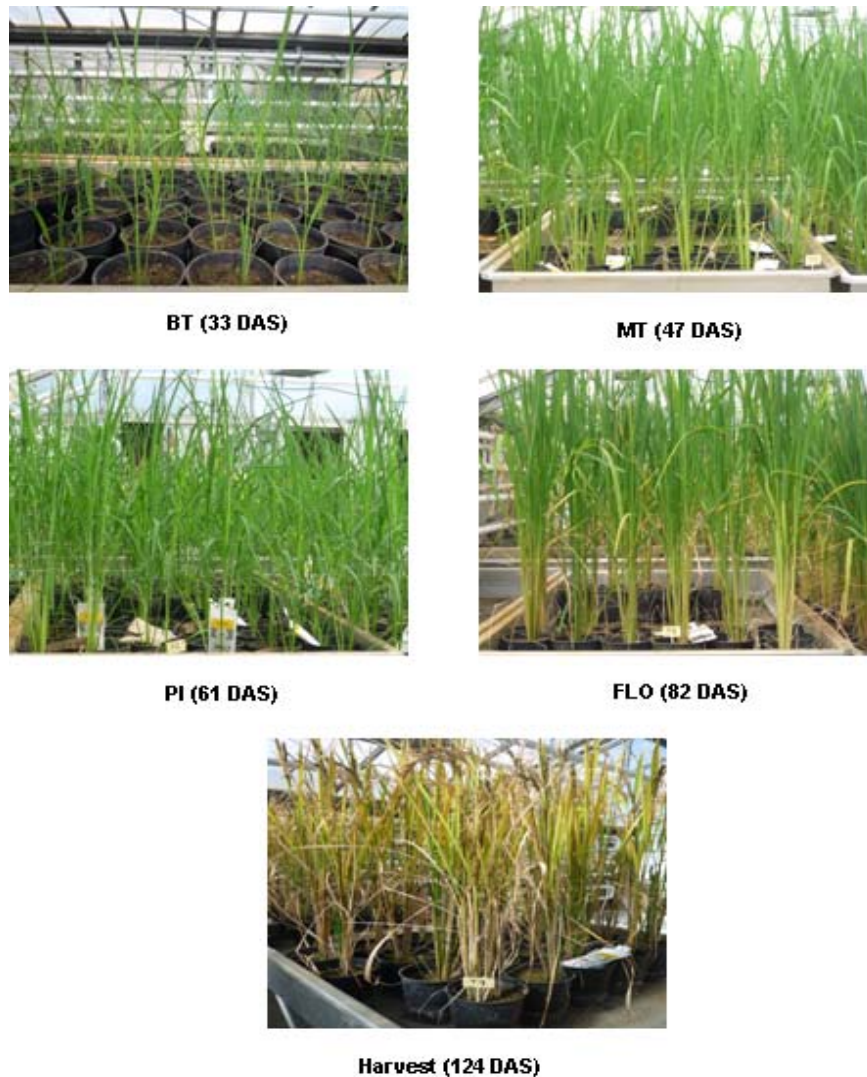 BT (33 DAS)
MT (47 DAS)
PI (61 DAS)
FLO (82 DAS)
Harvest (124 DAS)